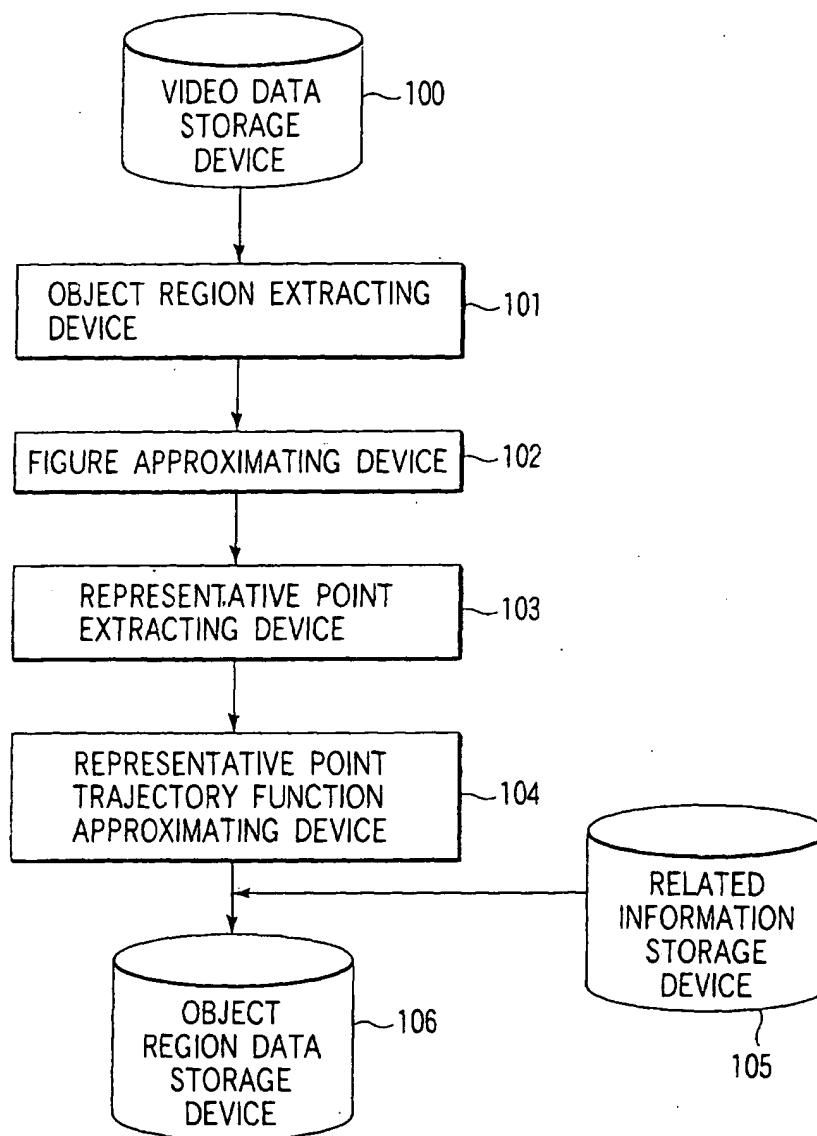 VIDEO DATA
STORAGE
DEVICE
100
OBJECT REGION EXTRACTING
DEVICE
101
FIGURE APPROXIMATING DEVICE
102
REPRESENTATIVE POINT
EXTRACTING DEVICE
103
REPRESENTATIVE POINT
TRAJECTORY FUNCTION
APPROXIMATING DEVICE
104
RELATED
INFORMATION
STORAGE
DEVICE
105
OBJECT
REGION DATA
STORAGE
DEVICE
106